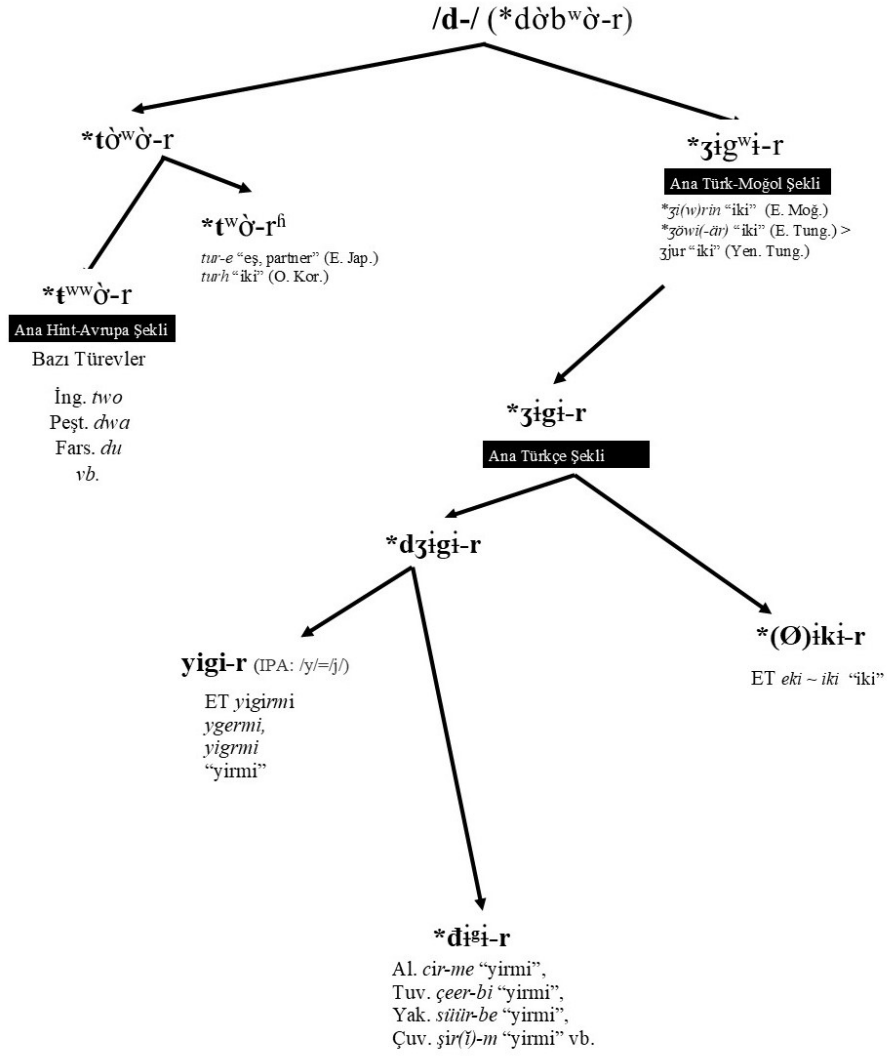 /d-/ (*dờbʷờ-r)
*tờʷờ-r
*ʒɨgʷɨ-r
Ana Türk-Moğol Şekli
*ʒi(w)rin “iki” (E. Moğ.)
*ʒöwi(-är) “iki” (E. Tung.) >
ʒjur “iki” (Yen. Tung.)
*tʷờ-rʱ
tur-e “eş, partner” (E. Jap.)
turh “iki” (O. Kor.)
*ŧʷʷờ-r
Ana Hint-Avrupa Şekli
Bazı Türevler
İng. two
Peşt. dwa
Fars. du
vb.
*ʒɨgɨ-r
Ana Türkçe Şekli
*dʒɨgɨ-r
yigi-r (IPA: /y/=/j/)
ET yigirmi
ygermi,
yigrmi
“yirmi”
*(Ø)ɨkɨ-r
ET eki ~ iki “iki”
*đɨᵍɨ-r
Al. cir-me “yirmi”,
Tuv. çeer-bi “yirmi”,
Yak. süür-be “yirmi”,
Çuv. şir(ĭ)-m “yirmi” vb.